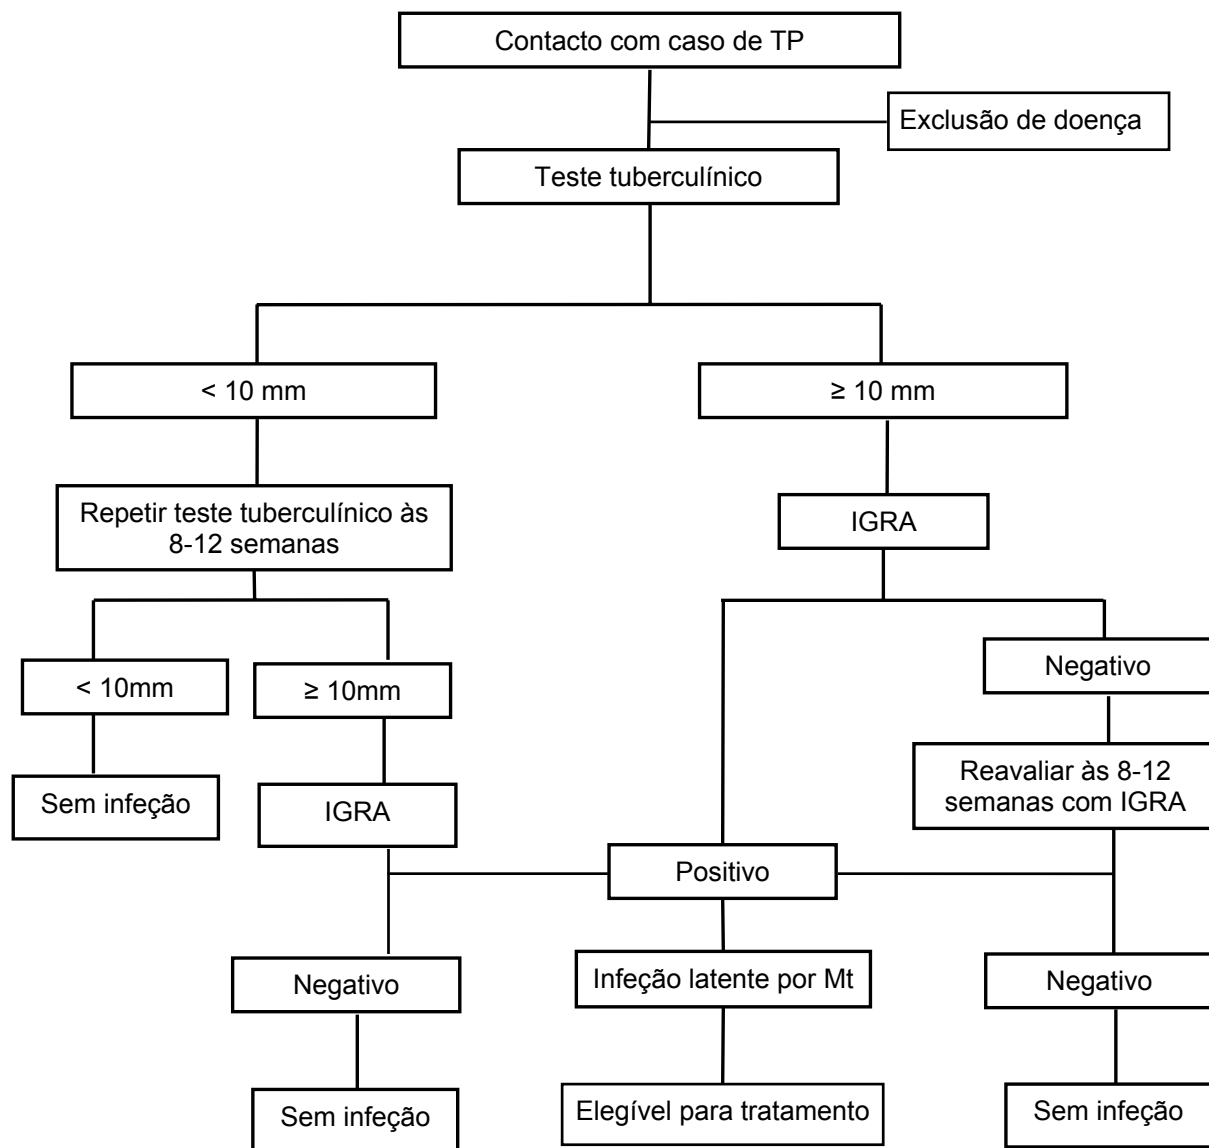 Contacto com caso de TP
Exclusão de doença
Teste tuberculínico
< 10 mm
≥ 10 mm
Repetir teste tuberculínico às
8-12 semanas
IGRA
< 10mm
≥ 10mm
Negativo
Sem infeção
IGRA
Reavaliar às 8-12
semanas com IGRA
Positivo
Negativo
Infeção latente por Mt
Negativo
Sem infeção
Elegível para tratamento
Sem infeção